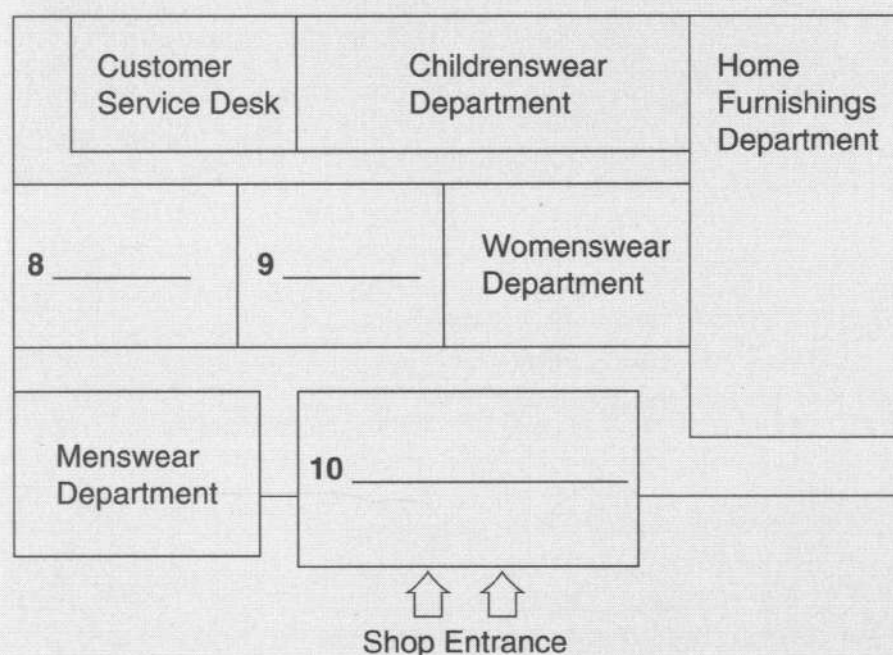 Customer
Service Desk
Childrenswear
Department
Home
Furnishings
Department
8 ________
9 ________
Womenswear
Department
Menswear
Department
10 ________________
Shop Entrance